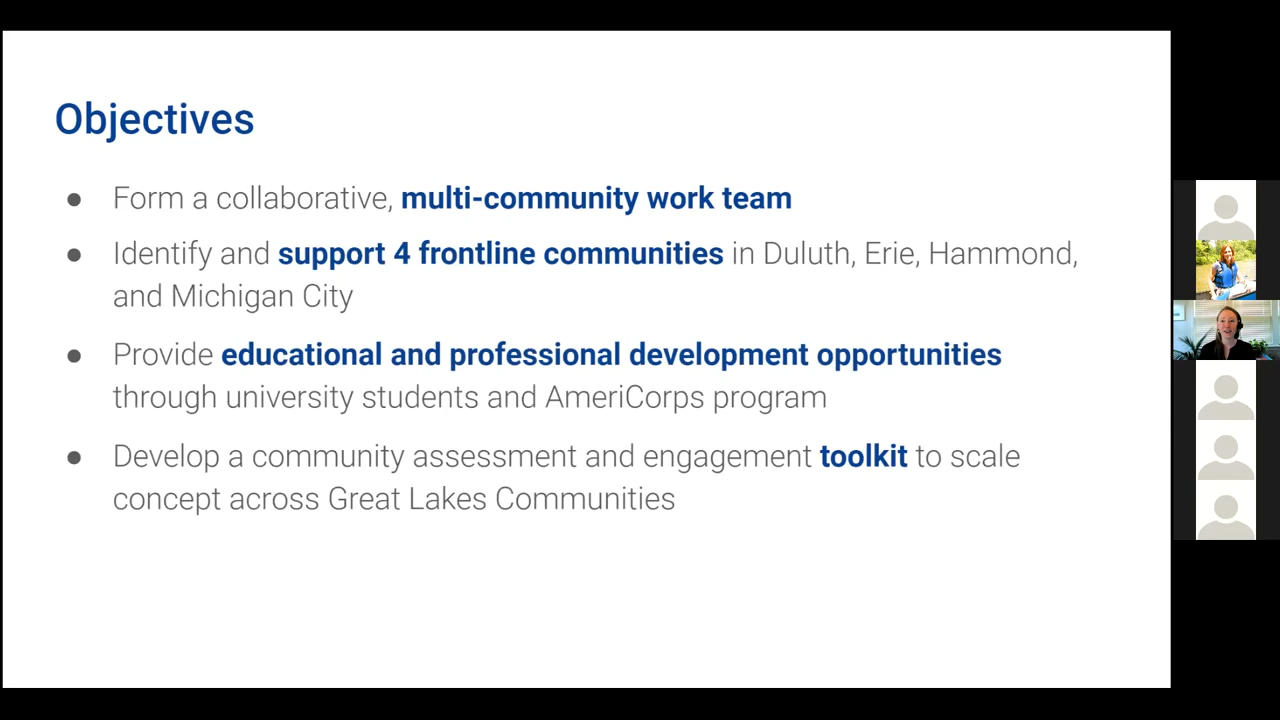 Objectives
● Form a collaborative, multi-community work team
● Identify and support 4 frontline communities in Duluth, Erie, Hammond,
and Michigan City
● Provide educational and professional development opportunities
through university students and AmeriCorps program
● Develop a community assessment and engagement toolkit to scale
concept across Great Lakes Communities